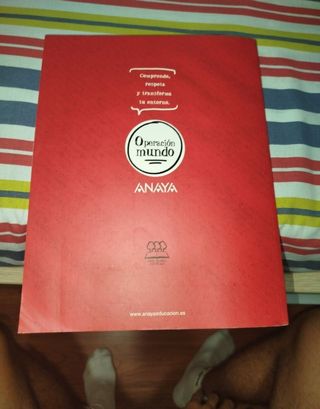 Comprende,
respeta
y transforma
tu entorno.
Operación
mundo
ANAYA
www.anayaeducacion.es